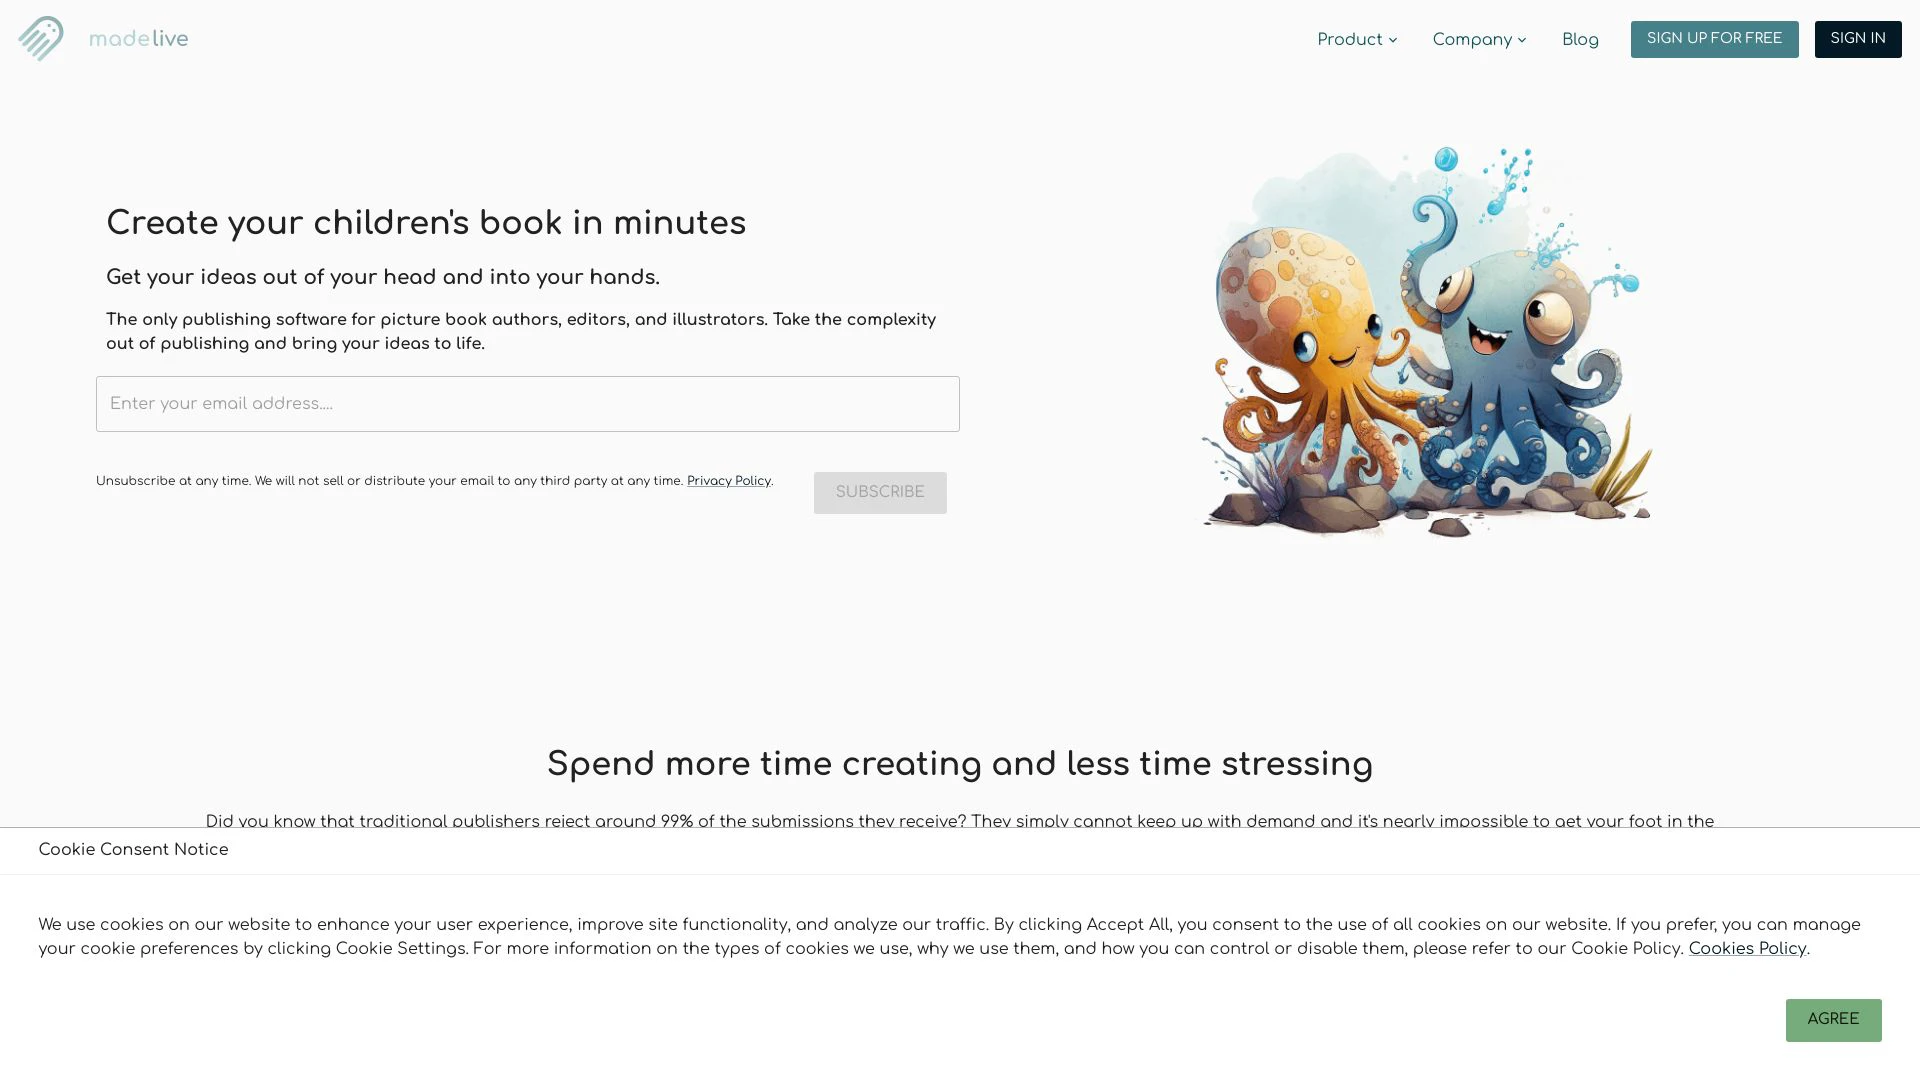 madelive
Product
Company
Blog
SIGN UP FOR FREE
SIGN IN
Create your children's book in minutes
Get your ideas out of your head and into your hands.
The only publishing software for picture book authors, editors, and illustrators. Take the complexity
out of publishing and bring your ideas to life.
Enter your email address....
Unsubscribe at any time. We will not sell or distribute your email to any third party at any time. Privacy Policy.
SUBSCRIBE
Spend more time creating and less time stressing
Did you know that traditional publishers reject around 99% of the submissions they receive? They simply cannot keep up with demand and it's nearly impossible to get your foot in the
Cookie Consent Notice
We use cookies on our website to enhance your user experience, improve site functionality, and analyze our traffic. By clicking Accept All, you consent to the use of all cookies on our website. If you prefer, you can manage
your cookie preferences by clicking Cookie Settings. For more information on the types of cookies we use, why we use them, and how you can control or disable them, please refer to our Cookie Policy. Cookies Policy.
AGREE